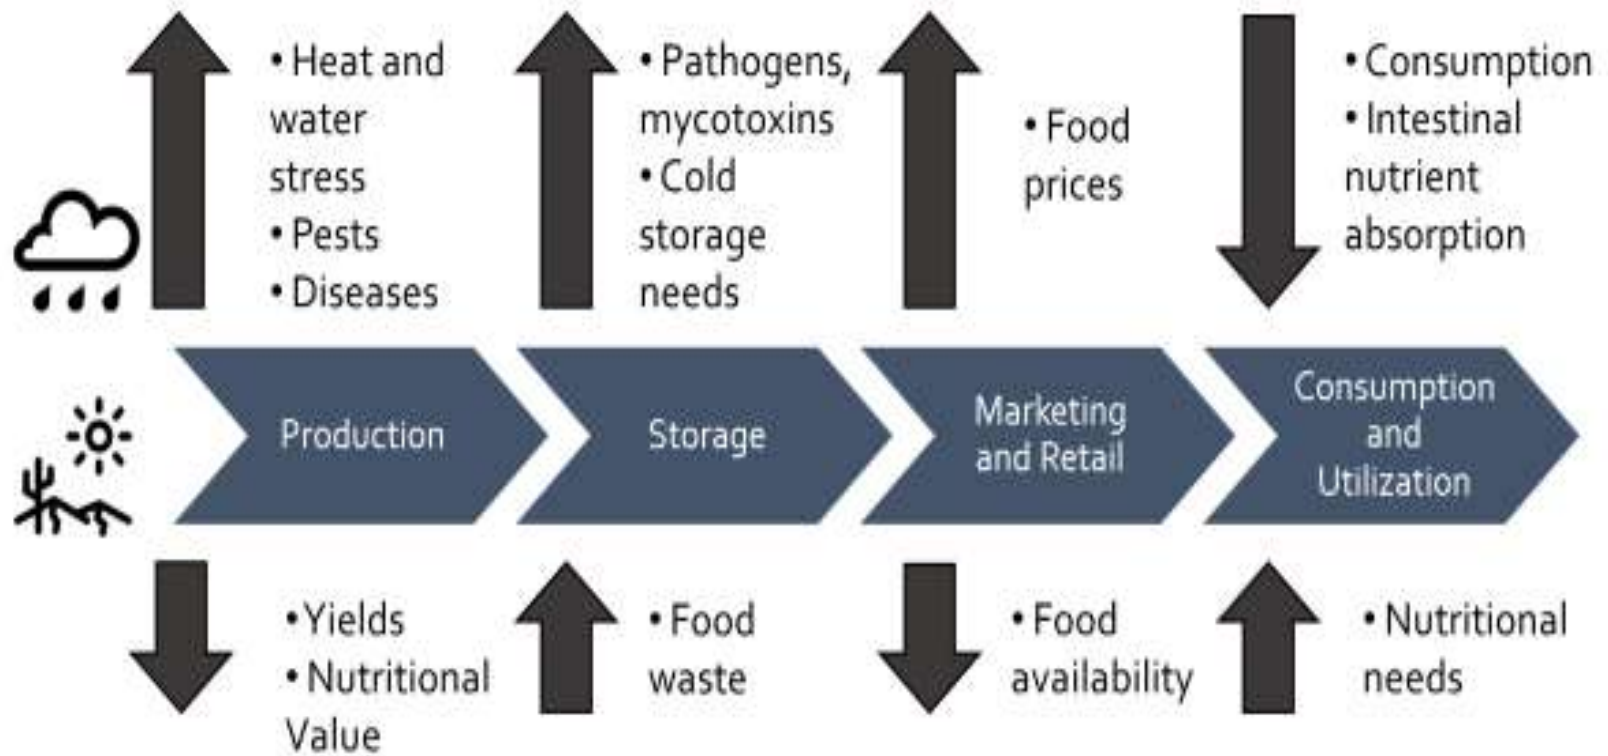 • Heat and
water
stress
• Pests
• Diseases
• Pathogens,
mycotoxins
• Cold
storage
needs
• Food
prices
• Consumption
• Intestinal
nutrient
absorption
Production
Storage
Marketing
and Retail
Consumption
and
Utilization
• Yields
• Nutritional
Value
• Food
waste
• Food
availability
• Nutritional
needs